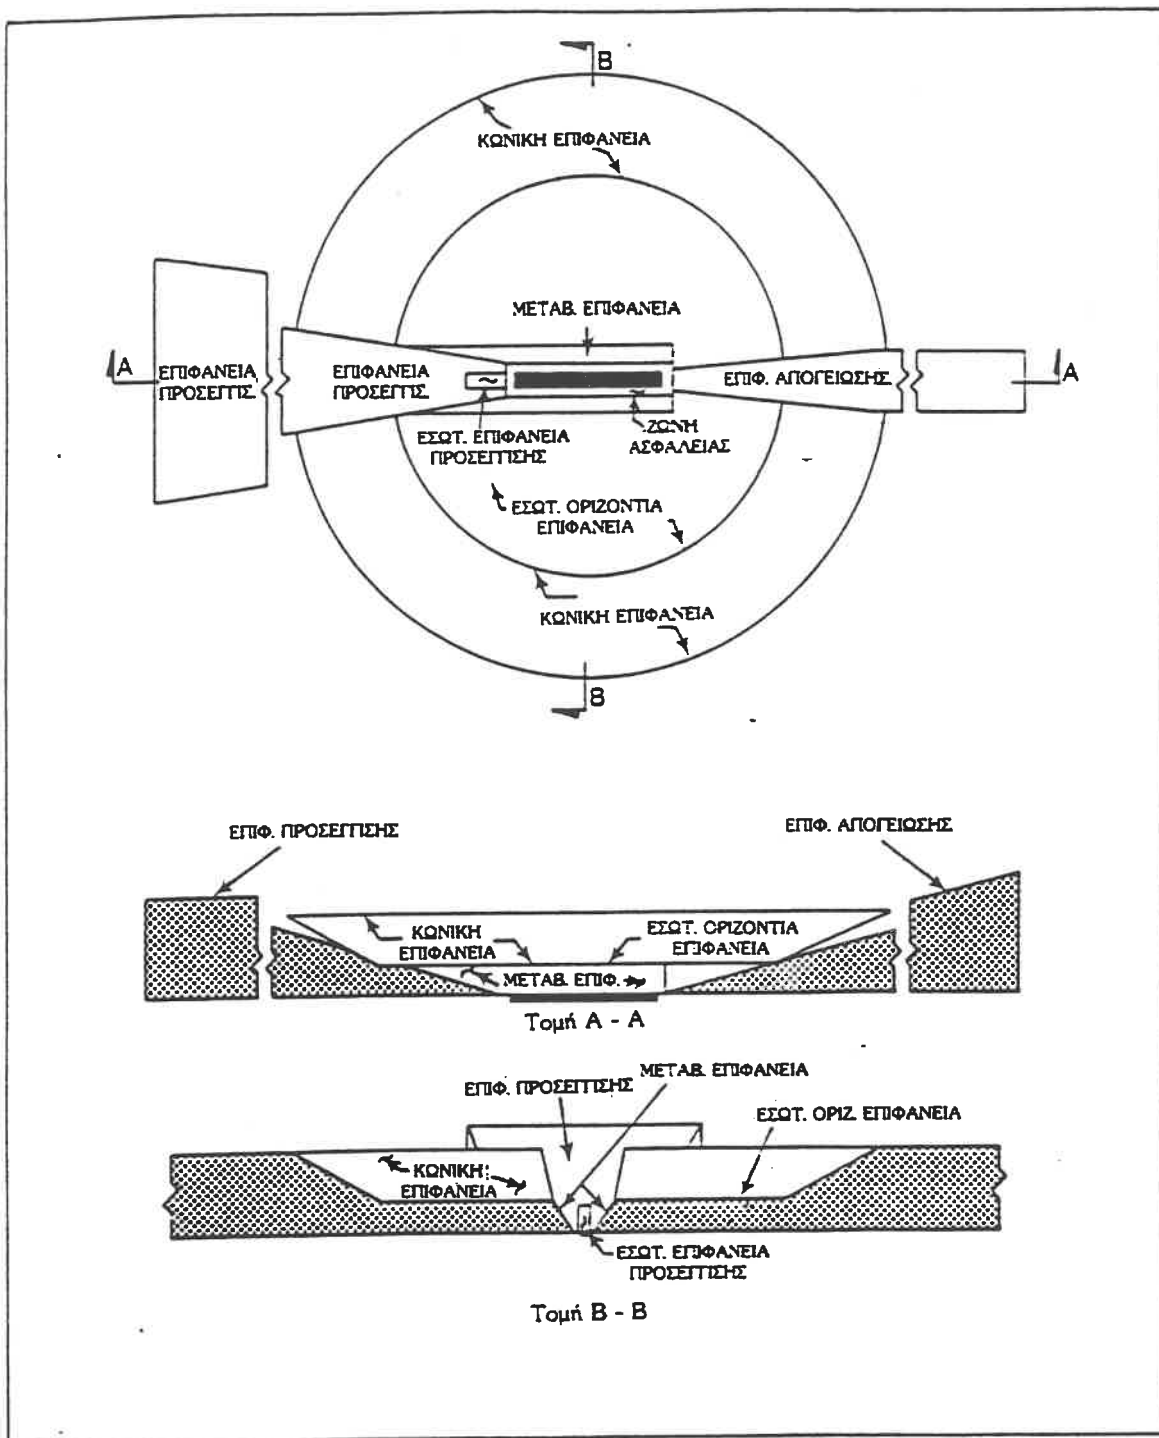 B
ΚΩΝΙΚΗ ΕΠΙΦΑΝΕΙΑ
ΜΕΤΑΒ. ΕΠΙΦΑΝΕΙΑ
A
ΕΠΙΦΑΝΕΙΑ
ΠΡΟΣΕΓΓΙΣ.
ΕΠΙΦΑΝΕΙΑ
ΠΡΟΣΕΓΓΙΣ.
ΕΠΙΦ. ΑΠΟΓΕΙΩΣΗΣ
A
ΕΣΩΤ. ΕΠΙΦΑΝΕΙΑ
ΠΡΟΣΕΓΓΙΣΗΣ
ΖΩΝΗ
ΑΣΦΑΛΕΙΑΣ
ΕΣΩΤ. ΟΡΙΖΟΝΤΙΑ
ΕΠΙΦΑΝΕΙΑ
ΚΩΝΙΚΗ ΕΠΙΦΑΝΕΙΑ
B
ΕΠΙΦ. ΠΡΟΣΕΓΓΙΣΗΣ
ΕΠΙΦ. ΑΠΟΓΕΙΩΣΗΣ
ΚΩΝΙΚΗ
ΕΠΙΦΑΝΕΙΑ
ΕΣΩΤ. ΟΡΙΖΟΝΤΙΑ
ΕΠΙΦΑΝΕΙΑ
ΜΕΤΑΒ. ΕΠΙΦ.
Τομή Α - Α
ΕΠΙΦ. ΠΡΟΣΕΓΓΙΣΗΣ
ΜΕΤΑΒ. ΕΠΙΦΑΝΕΙΑ
ΕΣΩΤ. ΟΡΙΖ. ΕΠΙΦΑΝΕΙΑ
ΚΩΝΙΚΗ
ΕΠΙΦΑΝΕΙΑ
ΕΣΩΤ. ΕΠΙΦΑΝΕΙΑ
ΠΡΟΣΕΓΓΙΣΗΣ
Τομή Β - Β